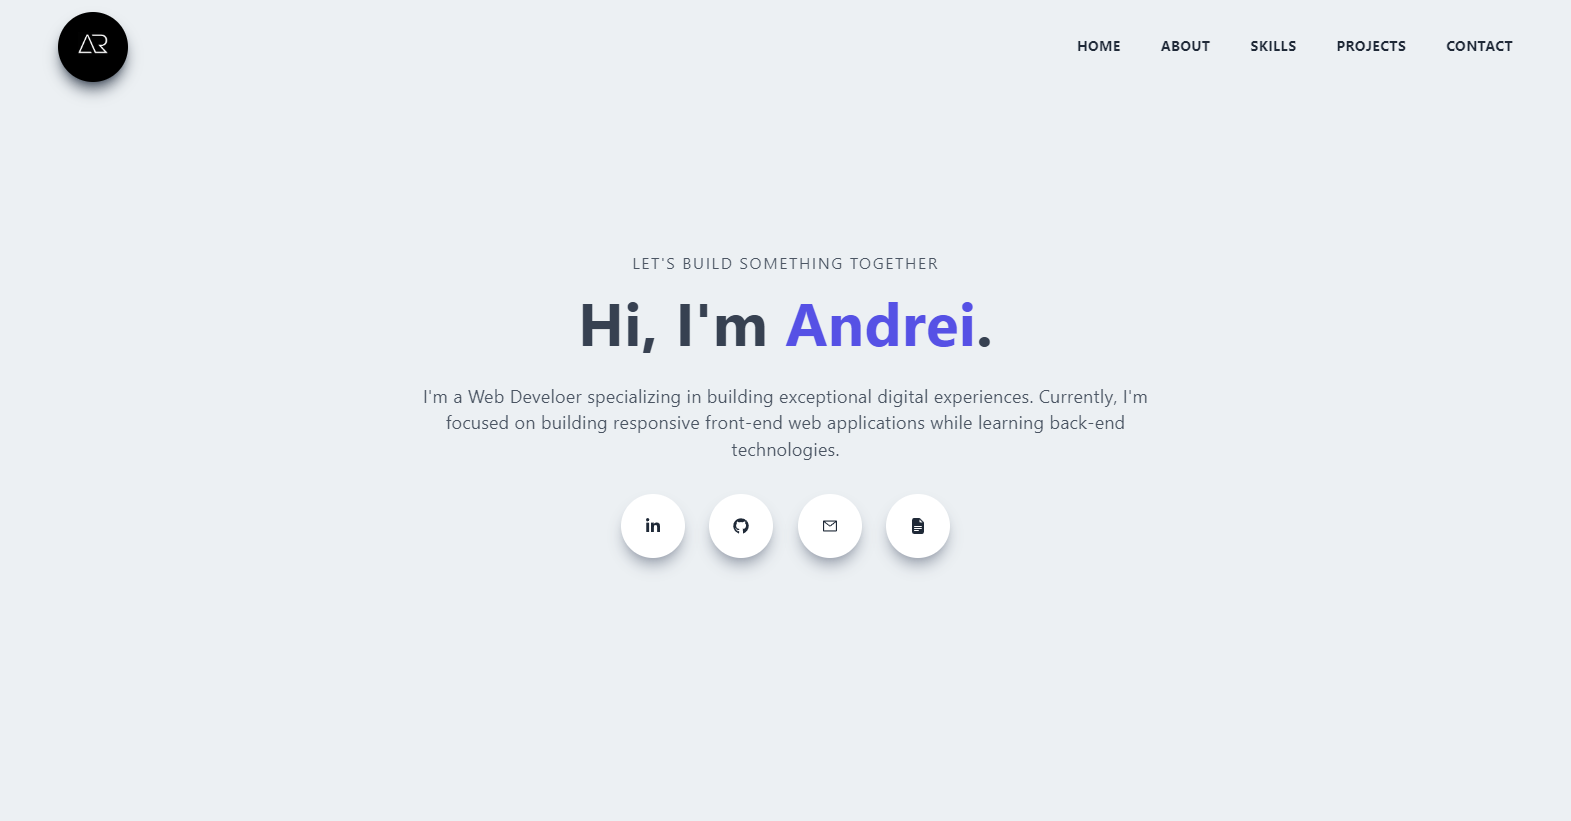 AR
HOME ABOUT SKILLS PROJECTS CONTACT
LET'S BUILD SOMETHING TOGETHER
Hi, I'm Andrei.
I'm a Web Develoer specializing in building exceptional digital experiences. Currently, I'm
focused on building responsive front-end web applications while learning back-end
technologies.
in